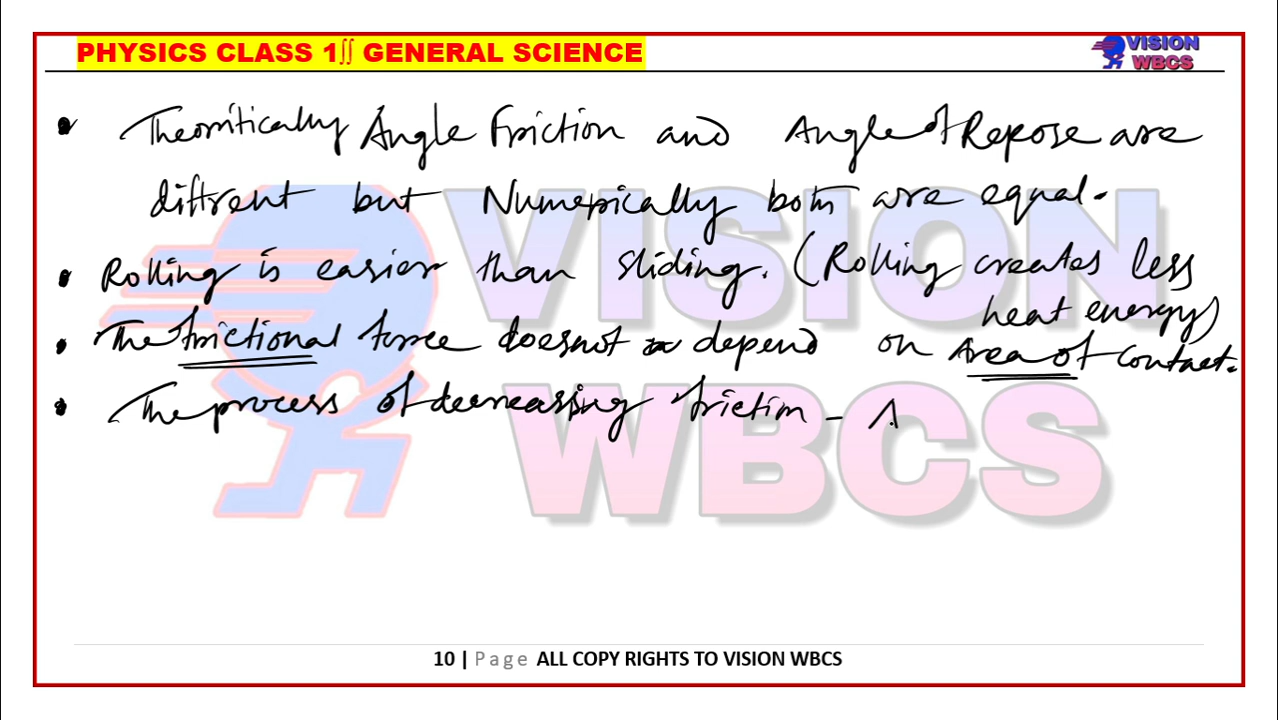 PHYSICS CLASS 1∬ GENERAL SCIENCE
VISION
WBCS
• Theoritically Angle Friction and Angle of Repose are
diffrent but Numerically both are equal.
• Rolling is easier than sliding. (Rolling creates less
heat energy)
• The frictional force doesnot depend on Area of contact.
• The process of decreasing friction - A
VISION
WBCS
10 | Page ALL COPY RIGHTS TO VISION WBCS